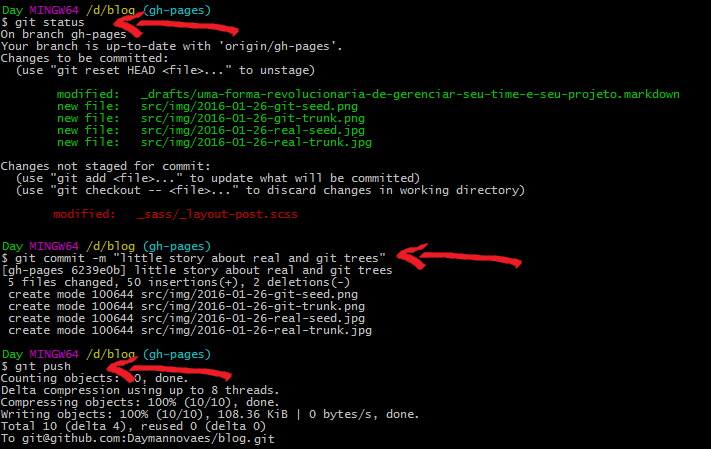 Day MINGW64 /d/blog (gh-pages)
$ git status
On branch gh-pages
Your branch is up-to-date with 'origin/gh-pages'.
Changes to be committed:
(use "git reset HEAD <file>..." to unstage)
modified: _drafts/uma-forma-revolucionaria-de-gerenciar-seu-time-e-seu-projeto.markdown
new file: src/img/2016-01-26-git-seed.png
new file: src/img/2016-01-26-git-trunk.png
new file: src/img/2016-01-26-real-seed.jpg
new file: src/img/2016-01-26-real-trunk.jpg
Changes not staged for commit:
(use "git add <file>..." to update what will be committed)
(use "git checkout -- <file>..." to discard changes in working directory)
modified: _sass/_layout-post.scss
Day MINGW64 /d/blog (gh-pages)
$ git commit -m "little story about real and git trees"
[gh-pages 6239e0b] little story about real and git trees
5 files changed, 50 insertions(+), 2 deletions(-)
create mode 100644 src/img/2016-01-26-git-seed.png
create mode 100644 src/img/2016-01-26-git-trunk.png
create mode 100644 src/img/2016-01-26-real-seed.jpg
create mode 100644 src/img/2016-01-26-real-trunk.jpg
Day MINGW64 /d/blog (gh-pages)
$ git push
Counting objects: done.
Delta compression using up to 8 threads.
Compressing objects: 100% (10/10), done.
Writing objects: 100% (10/10), 108.36 KiB | 0 bytes/s, done.
Total 10 (delta 4), reused 0 (delta 0)
To git@github.com:Daymannovaes/blog.git